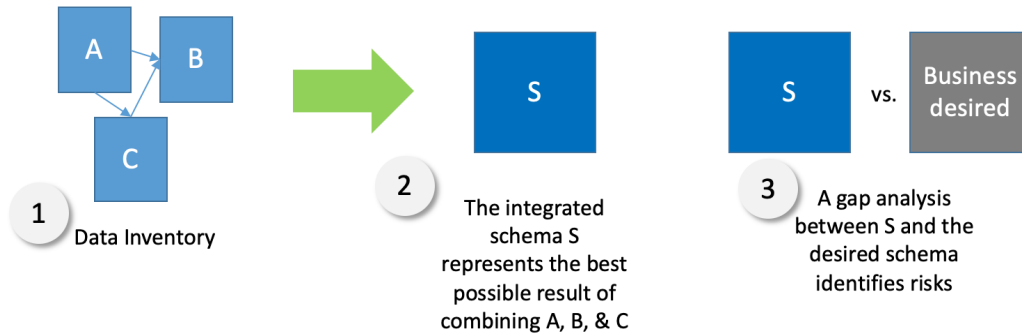 A
B
C
1
Data Inventory
S
2
The integrated
schema S
represents the best
possible result of
combining A, B, & C
S
vs.
Business
desired
3
A gap analysis
between S and the
desired schema
identifies risks